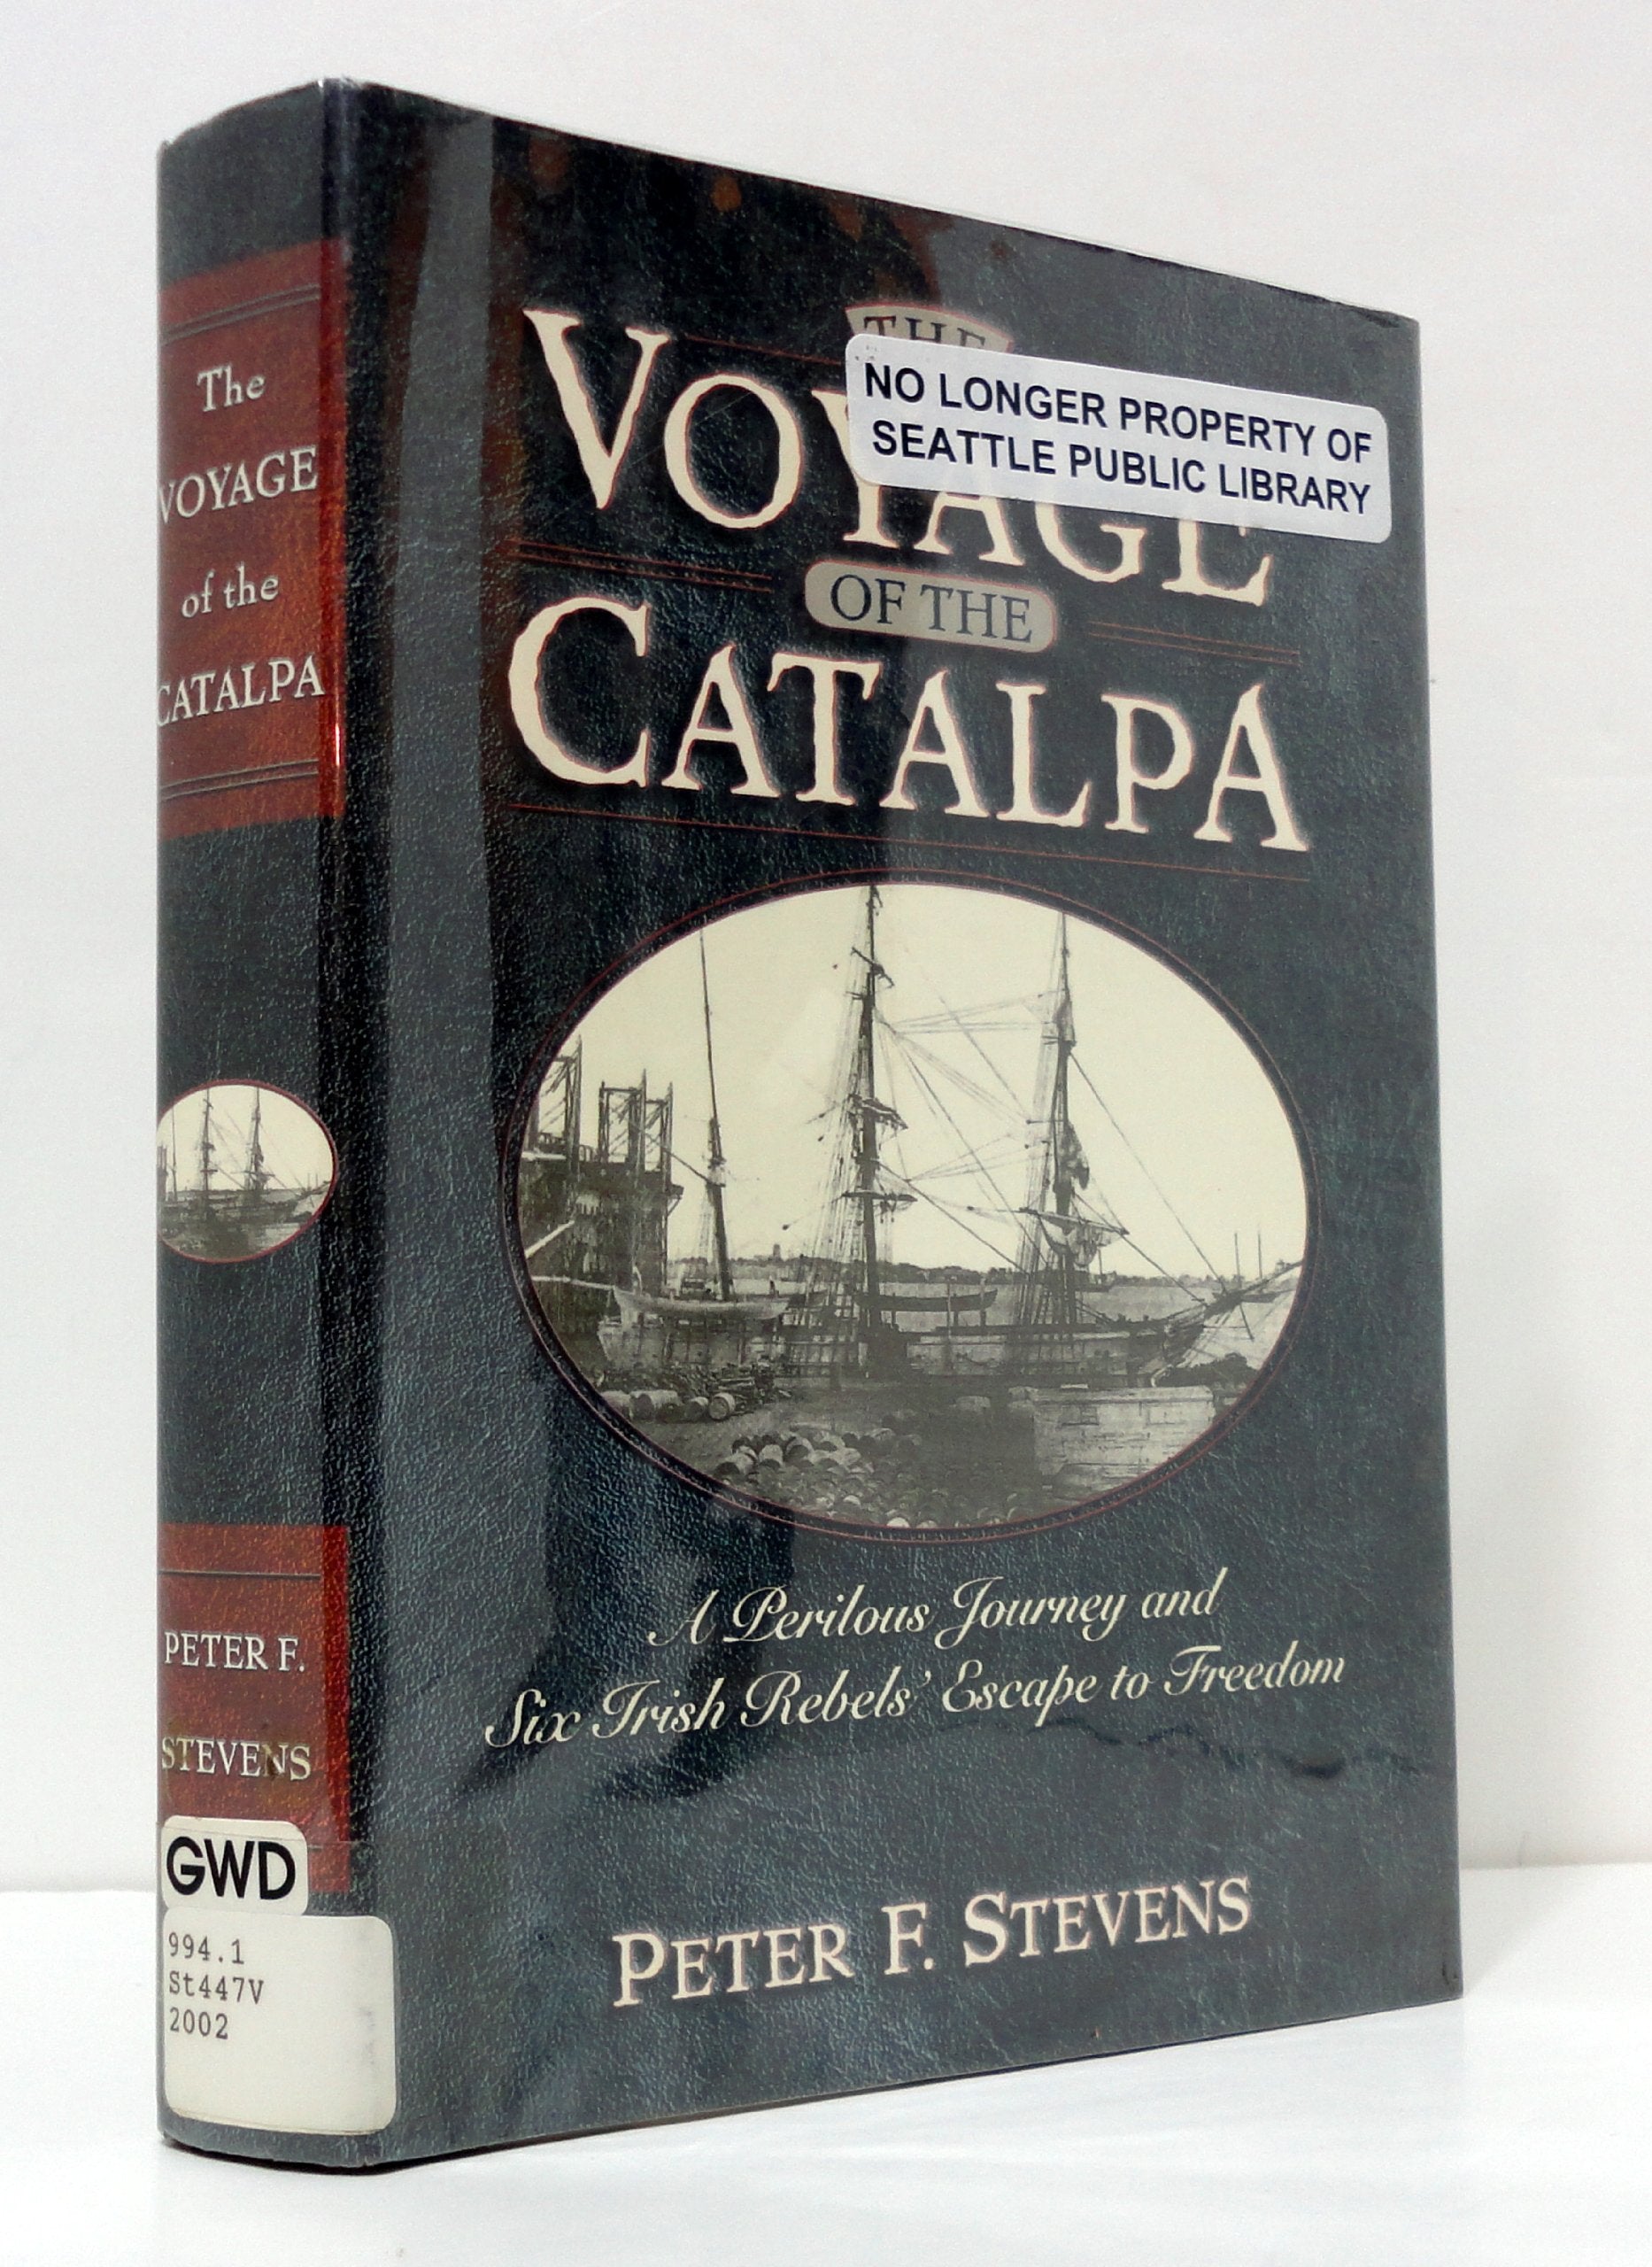 The
VOYAGE
of the
CATALPA
PETER F.
STEVENS
GWD
994.1
St447V
2002
THE
VOYAGE
NO LONGER PROPERTY OF
SEATTLE PUBLIC LIBRARY
OF THE
CATALPA
A Perilous Journey and
Six Irish Rebels' Escape to Freedom
PETER F. STEVENS